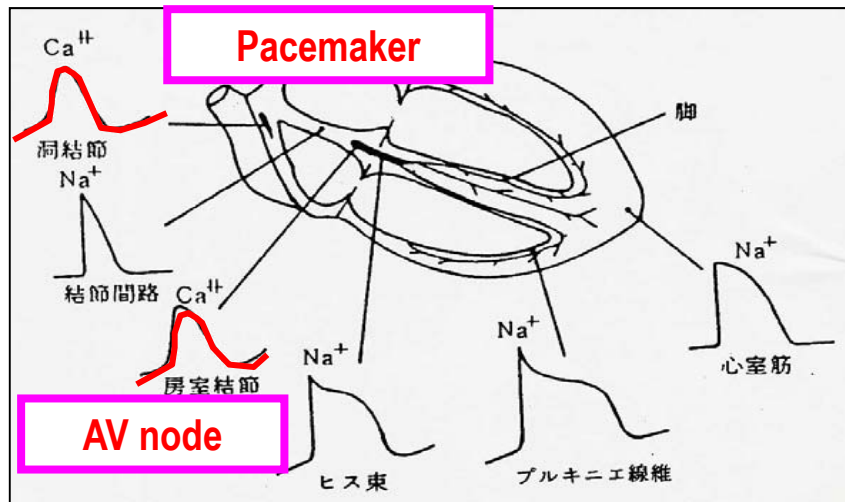 Pacemaker
Ca⧺
洞結節
脚
Na⁺
結節間路
Ca⧺
房室結節
AV node
Na⁺
ヒス束
Na⁺
プルキニエ線維
Na⁺
心室筋